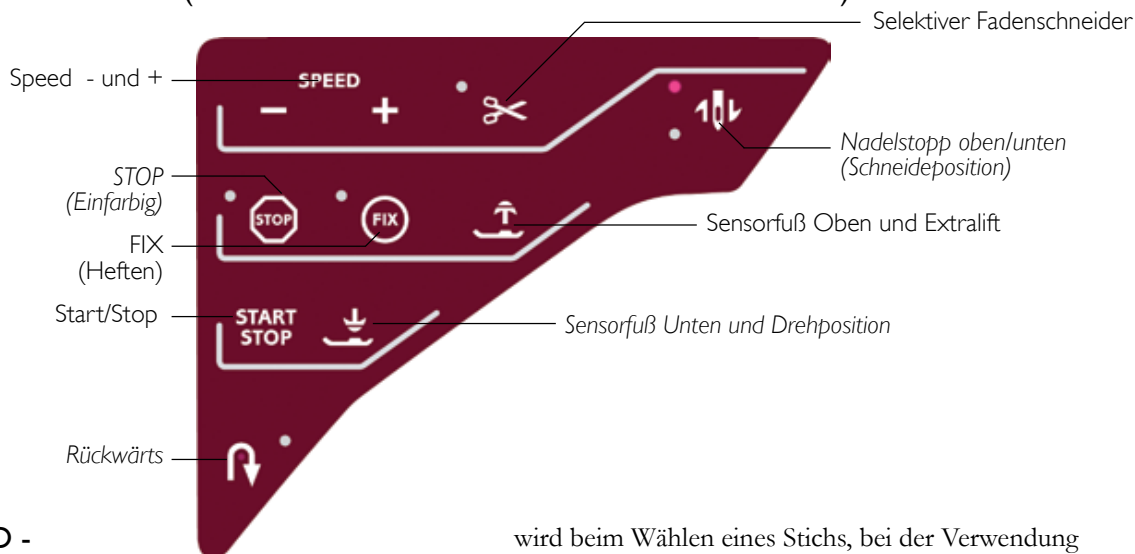 Selektiver Fadenschneider
Speed - und +
SPEED
− +
Nadelstopp oben/unten
(Schneideposition)
STOP
(Einfarbig)
STOP
FIX
Sensorfuß Oben und Extralift
FIX
(Heften)
Start/Stop
START
STOP
Sensorfuß Unten und Drehposition
Rückwärts
-
wird beim Wählen eines Stichs, bei der Verwendung